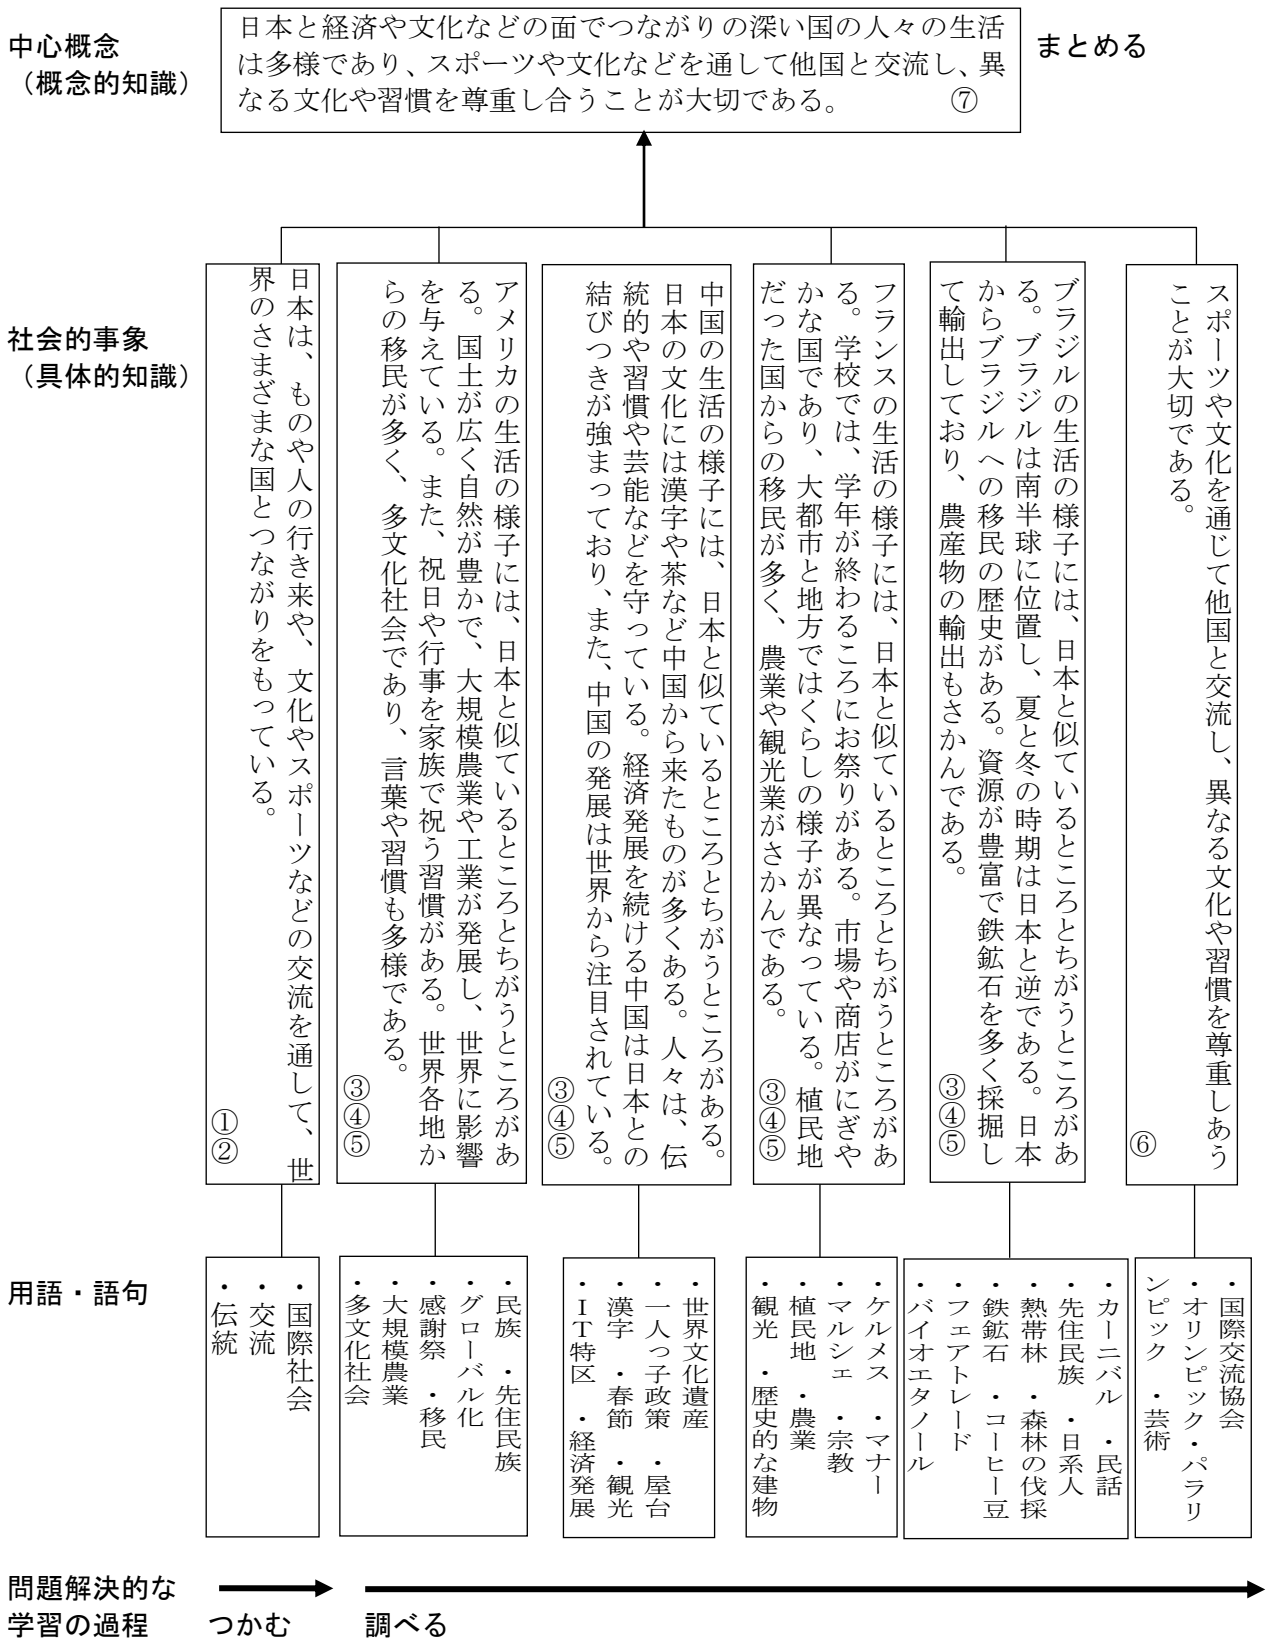 中心概念
（概念的知識）
日本と経済や文化などの面でつながりの深い国の人々の生活
は多様であり、スポーツや文化などを通して他国と交流し、異
なる文化や習慣を尊重し合うことが大切である。 ⑦
まとめる
社会的事象
（具体的知識）
日本は、ものや人の行き来や、文化やスポーツなどの交流を通して、世
界のさまざまな国とつながりをもっている。
①②
アメリカの生活の様子には、日本と似ているところとちがうところがあ
る。国土が広く自然が豊かで、大規模農業や工業が発展し、世界に影響
を与えている。また、祝日や行事を家族で祝う習慣がある。世界各地か
らの移民が多く、多文化社会であり、言葉や習慣も多様である。
③④⑤
中国の生活の様子には、日本と似ているところとちがうところがある。
日本の文化には漢字や茶など中国から来たものが多くある。人々は、伝
統的や習慣や芸能などを守っている。経済発展を続ける中国は日本との
結びつきが強まっており、また、中国の発展は世界から注目されている。
③④⑤
フランスの生活の様子には、日本と似ているところとちがうところがあ
る。学校では、学年が終わるころにお祭りがある。市場や商店がにぎや
かな国であり、大都市と地方ではくらしの様子が異なっている。植民地
だった国からの移民が多く、農業や観光業がさかんである。
③④⑤
ブラジルの生活の様子には、日本と似ているところとちがうところがあ
る。ブラジルは南半球に位置し、夏と冬の時期は日本と逆である。日本
からブラジルへの移民の歴史がある。資源が豊富で鉄鉱石を多く採掘し
て輸出しており、農産物の輸出もさかんである。
③④⑤
スポーツや文化を通じて他国と交流し、異なる文化や習慣を尊重しあう
ことが大切である。
⑥
用語・語句
・国際社会
・交流
・伝統
・民族 ・先住民族
・グローバル化
・感謝祭 ・移民
・大規模農業
・多文化社会
・世界文化遺産
・一人っ子政策 ・屋台
・漢字 ・春節 ・観光
・IT特区 ・経済発展
・ケルメス ・マナー
・マルシェ ・宗教
・植民地 ・農業
・観光 ・歴史的な建物
・カーニバル ・民話
・先住民族 ・日系人
・熱帯林 ・森林の伐採
・鉄鉱石 ・コーヒー豆
・フェアトレード
・バイオエタノール
・国際交流協会
・オリンピック・パラリ
ンピック ・芸術
問題解決的な
学習の過程
つかむ
調べる